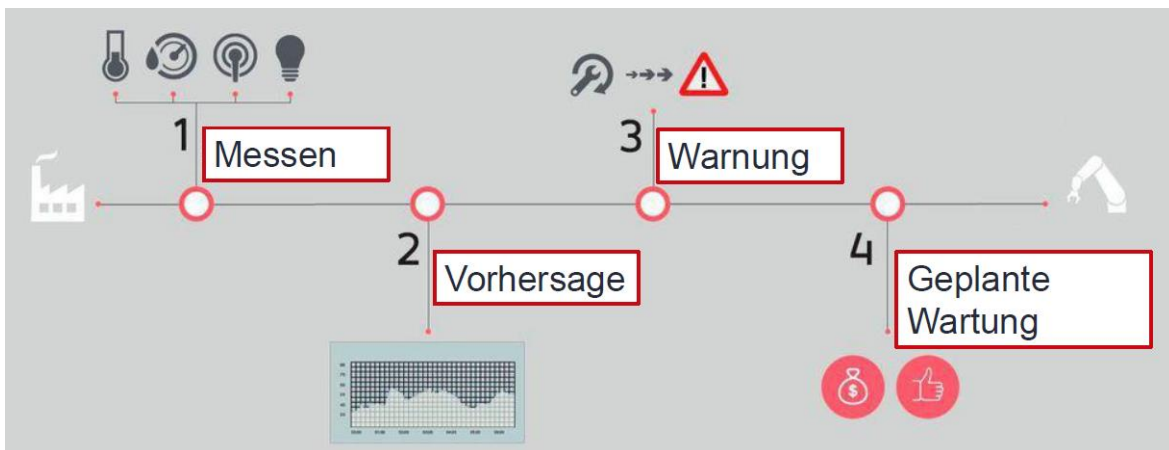 1
Messen
2
Vorhersage
3
Warnung
4
Geplante
Wartung
$